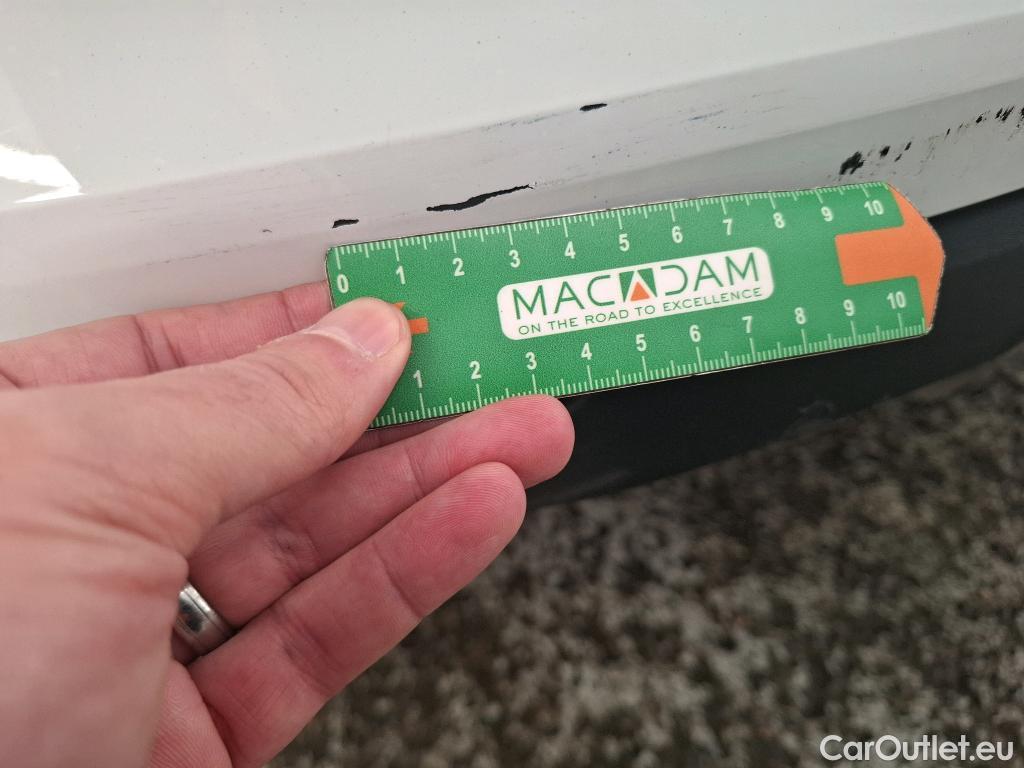 0 1 2 3 4 5 6 7 8 9 10
MACADAM
ON THE ROAD TO EXCELLENCE
1 2 3 4 5 6 7 8 9 10
CarOutlet.eu